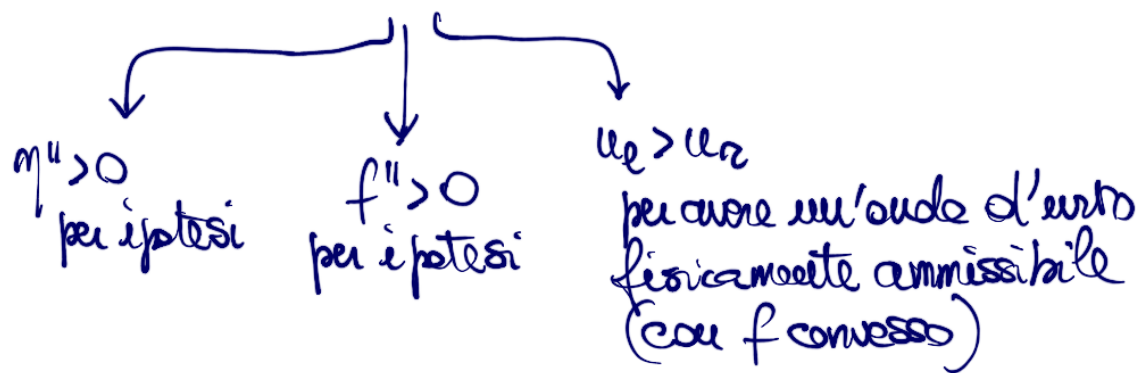 η'' > 0
per ipotesi
f'' > 0
per ipotesi
u_l > u_r
per avere un'onda d'urto
fisicamente ammissibile
(con f convesso)